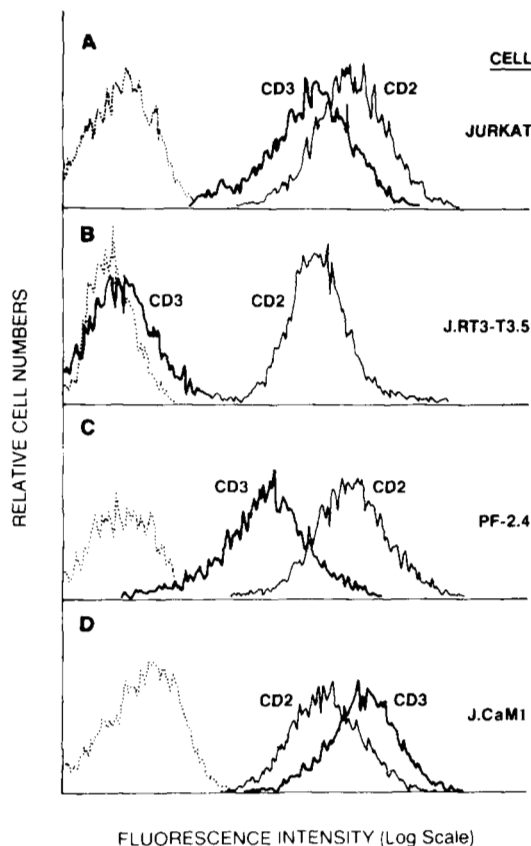 A
CELL
CD3
CD2
JURKAT
B
CD3
CD2
J.RT3-T3.5
C
CD3
CD2
PF-2.4
D
CD2
CD3
J.CaM1
RELATIVE CELL NUMBERS
FLUORESCENCE INTENSITY (Log Scale)